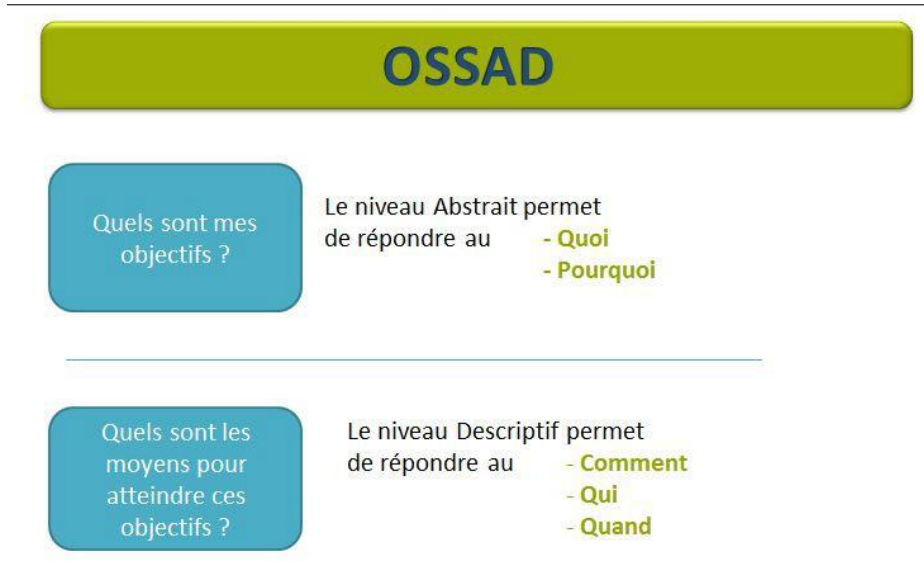 OSSAD
Quels sont mes
objectifs ?
Le niveau Abstrait permet
de répondre au - Quoi
- Pourquoi
Quels sont les
moyens pour
atteindre ces
objectifs ?
Le niveau Descriptif permet
de répondre au - Comment
- Qui
- Quand